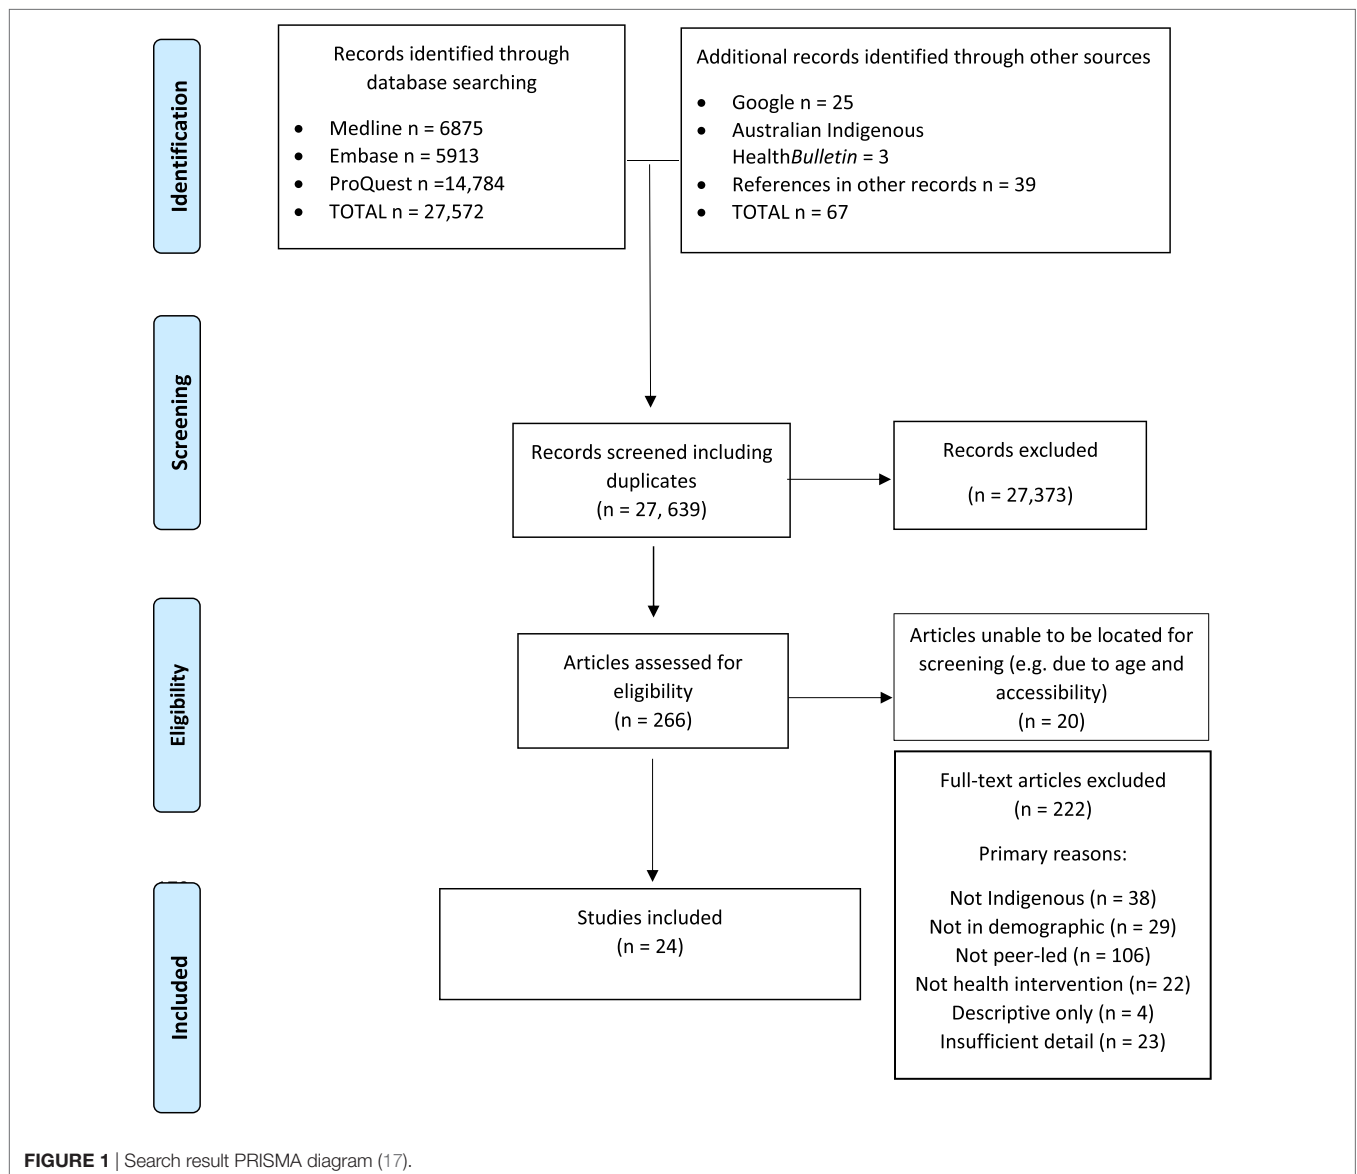 Identification
Records identified through
database searching
• Medline n = 6875
• Embase n = 5913
• ProQuest n =14,784
• TOTAL n = 27,572
Additional records identified through other sources
• Google n = 25
• Australian Indigenous
HealthBulletin = 3
• References in other records n = 39
• TOTAL n = 67
Screening
Records screened including
duplicates
(n = 27, 639)
Records excluded
(n = 27,373)
Eligibility
Articles assessed for
eligibility
(n = 266)
Articles unable to be located for
screening (e.g. due to age and
accessibility)
(n = 20)
Full-text articles excluded
(n = 222)
Primary reasons:
Not Indigenous (n = 38)
Not in demographic (n = 29)
Not peer-led (n = 106)
Not health intervention (n= 22)
Descriptive only (n = 4)
Insufficient detail (n = 23)
Included
Studies included
(n = 24)
FIGURE 1 | Search result PRISMA diagram (17).